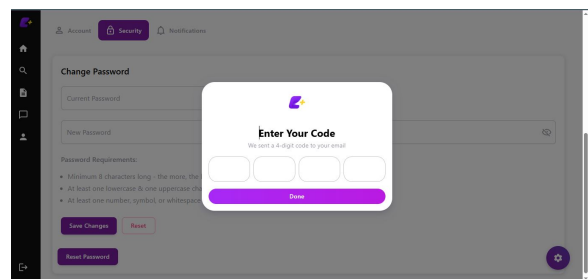 Account
Security
Notifications
Change Password
Current Password
New Password
Password Requirements:
Minimum 8 characters long - the more, the
At least one lowercase & one uppercase cha
At least one number, symbol, or whitespace
Save Changes
Reset
Reset Password
Enter Your Code
We sent a 4-digit code to your email
Done